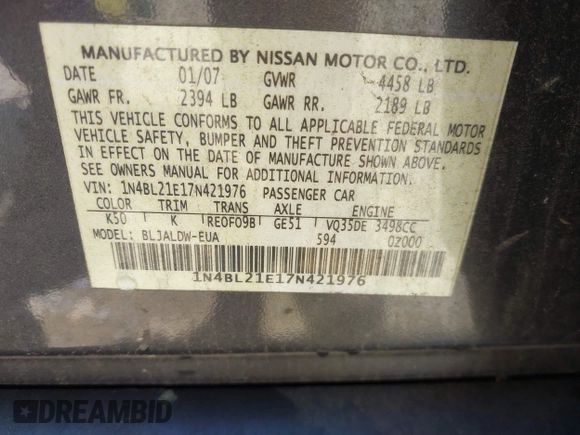 MANUFACTURED BY NISSAN MOTOR CO., LTD.
DATE 01/07 GVWR 4458 LB
GAWR FR. 2394 LB GAWR RR. 2189 LB
THIS VEHICLE CONFORMS TO ALL APPLICABLE FEDERAL MOTOR
VEHICLE SAFETY, BUMPER AND THEFT PREVENTION STANDARDS
IN EFFECT ON THE DATE OF MANUFACTURE SHOWN ABOVE.
SEE OWNERS MANUAL FOR ADDITIONAL INFORMATION.
VIN: 1N4BL21E17N421976 PASSENGER CAR
COLOR TRIM TRANS AXLE ENGINE
K50 K REOFO9B GE51 VQ35DE 3498CC
MODEL: BLJALDW-EUA 594 0Z000
1N4BL21E17N421976
DREAMBID